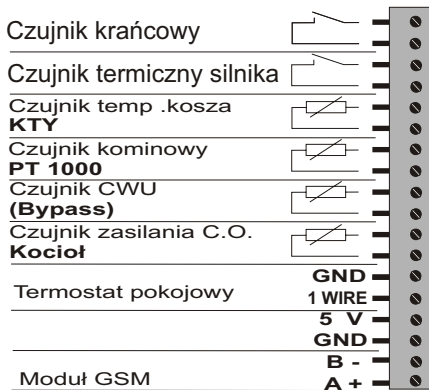 Czujnik krańcowy
Czujnik termiczny silnika
Czujnik temp .kosza
KTY
Czujnik kominowy
PT 1000
Czujnik CWU
(Bypass)
Czujnik zasilania C.O.
Kocioł
GND
Termostat pokojowy
1 WIRE
5 V
GND
B -
Moduł GSM
A +